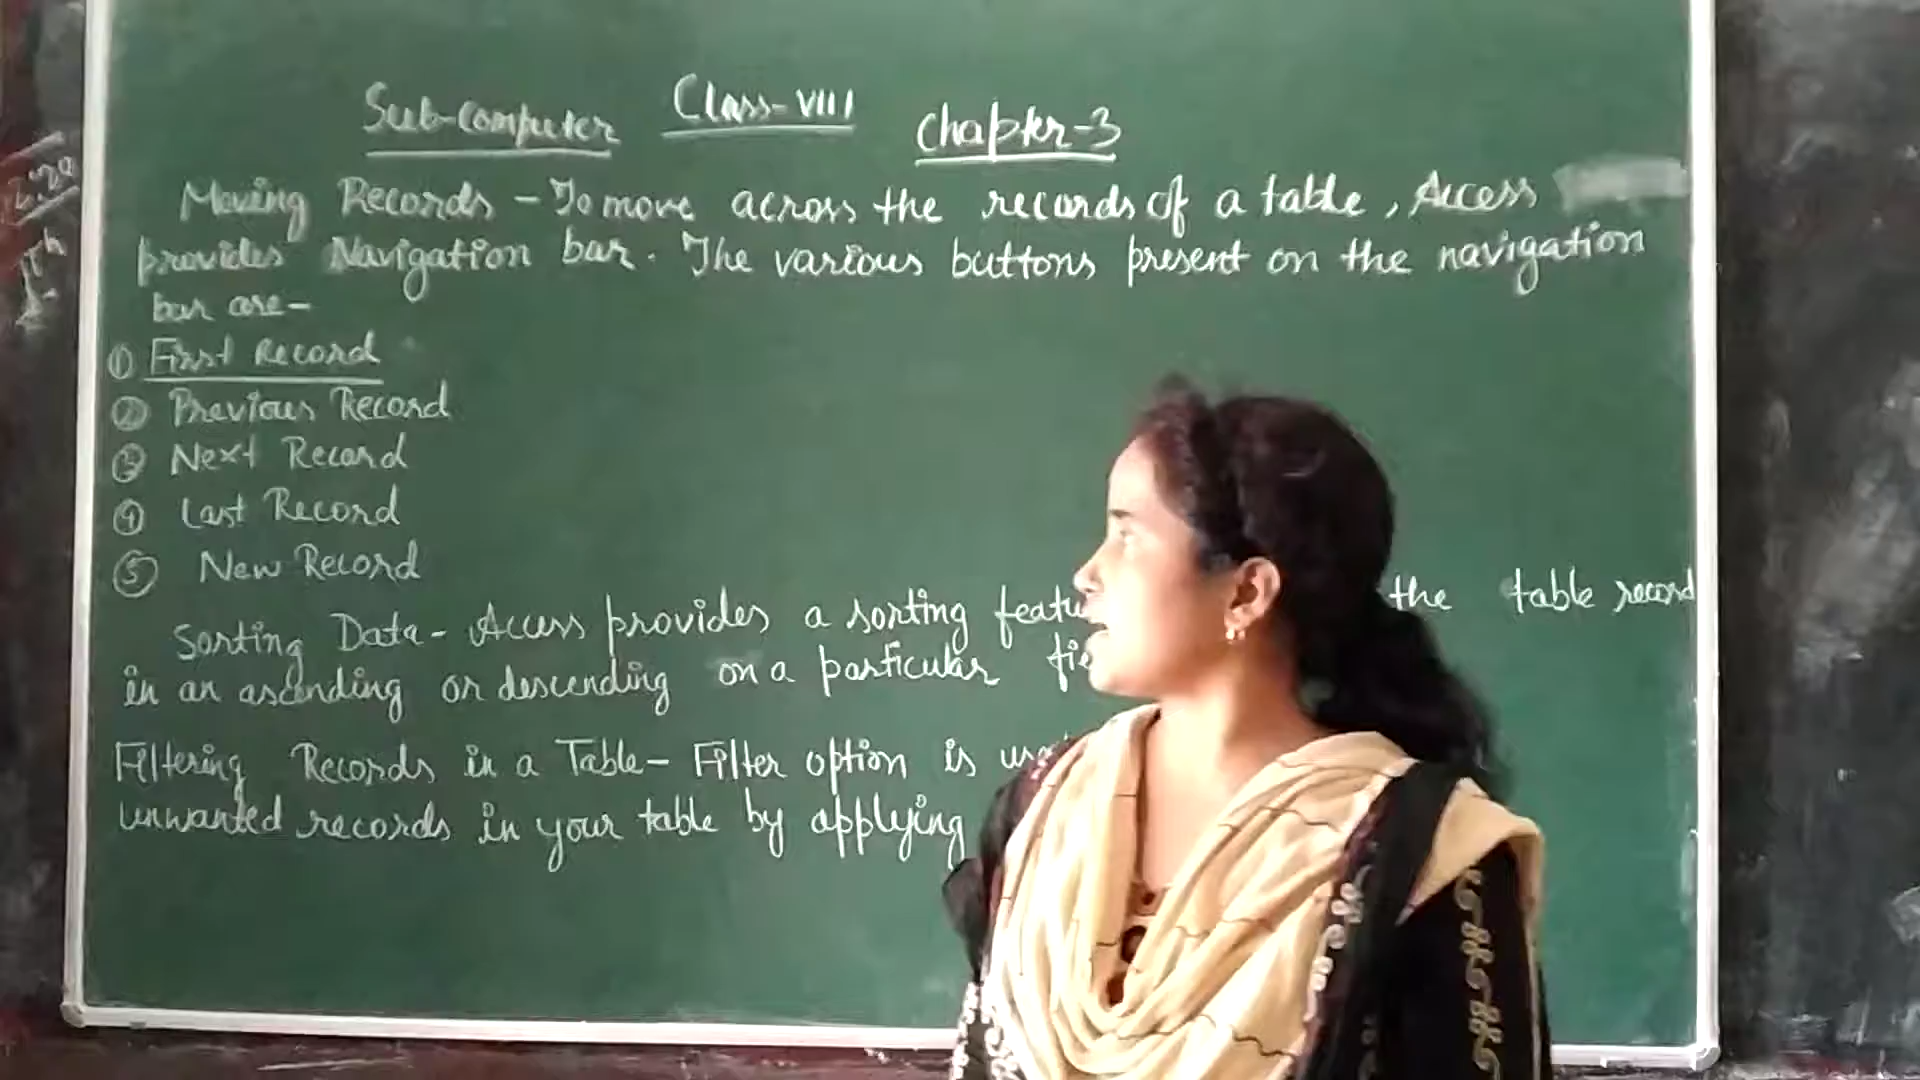 Sub-Computer Class-VIII Chapter-3
Moving Records - To move across the records of a table, Access
provides Navigation bar. The various buttons present on the navigation
bar are-
① First Record
② Previous Record
③ Next Record
④ Last Record
⑤ New Record
Sorting Data - Access provides a sorting featu the table record
in an ascending or descending on a particular fie
Filtering Records in a Table- Filter option is use
unwanted records in your table by applying